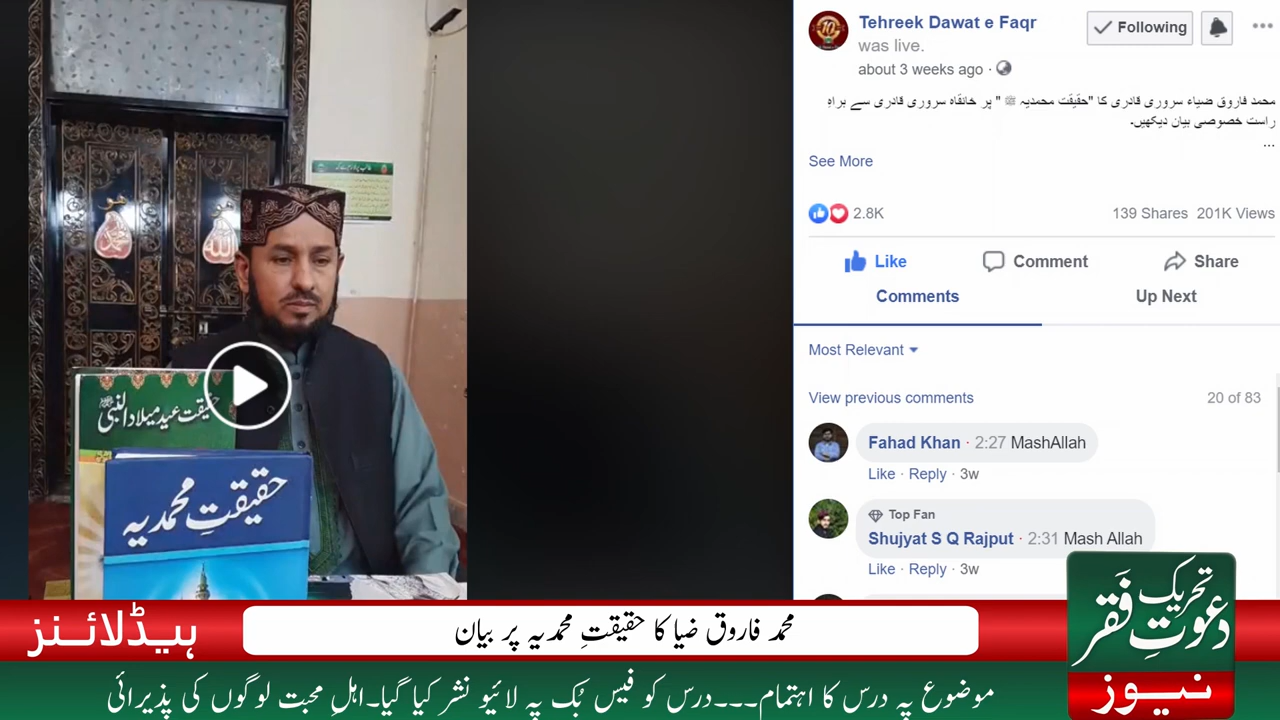 Tehreek Dawat e Faqr
was live.
about 3 weeks ago ·
Following
محمد فاروق ضیاء سروری قادری کا "حقیقت محمدیہ ﷺ " پر خانقاہ سروری قادری سے براہِ
راست خصوصی بیان دیکھیں۔
...
See More
2.8K
139 Shares 201K Views
Like Comment Share
Comments Up Next
Most Relevant
View previous comments 20 of 83
Fahad Khan · 2:27 MashAllah
Like · Reply · 3w
Top Fan
Shujyat S Q Rajput · 2:31 Mash Allah
Like · Reply · 3w
ھو ھو
محمد اللہ
حقیقت عید میلاد النبی
حقیقتِ محمدیہ
تحریک
دعوتِ فَقر
نیوز
ہیڈلائنز
محمد فاروق ضیا کا حقیقتِ محمدیہ پر بیان
موضوع پہ درس کا اہتمام۔۔۔درس کو فیس بُک پہ لائیو نشر کیا گیا۔اہلِ محبت لوگوں کی پذیرائی